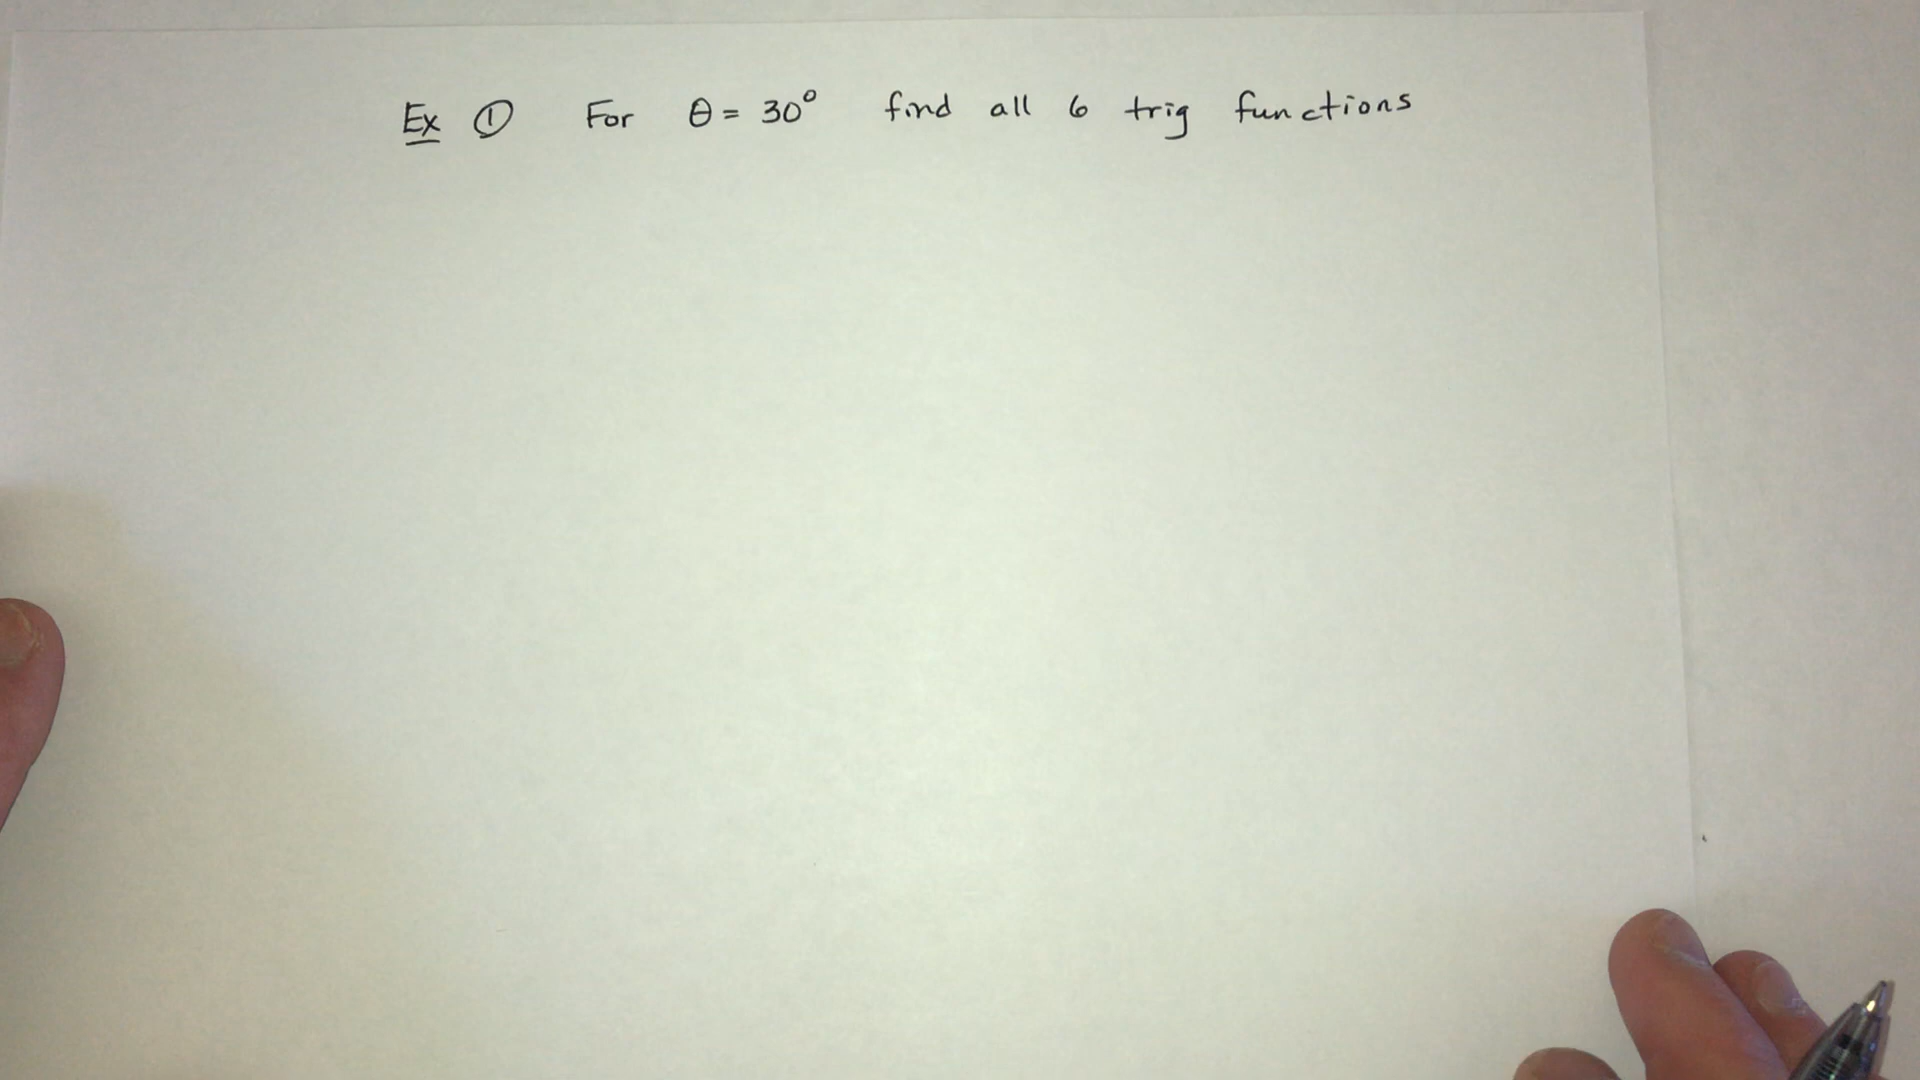 Ex ① For θ = 30° find all 6 trig functions